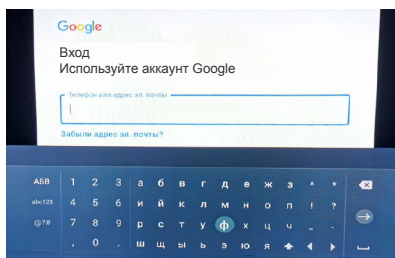 Google
Вход
Используйте аккаунт Google
Телефон или адрес эл. почты
Забыли адрес эл. почты?
АБВ 1 2 3 а б в г д е ж з ^ *
abc123 4 5 6 и й к л м н о п ! ?
@?# 7 8 9 р с т у ф х ц ч _ -
, 0 . ш щ ы ь э ю я